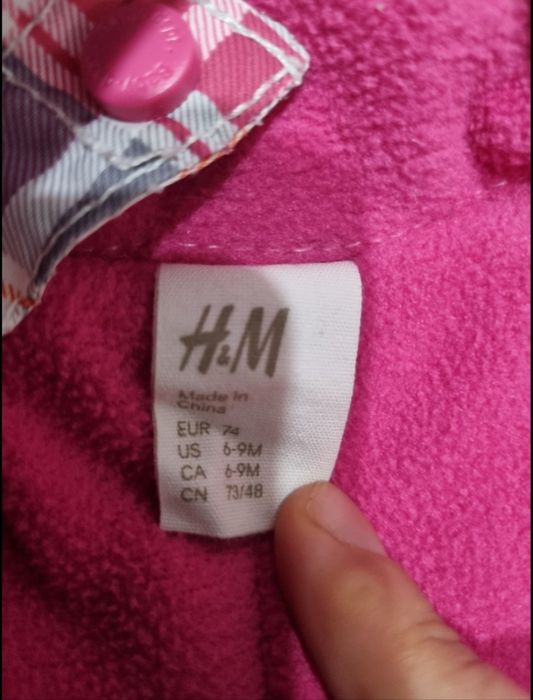 H&M
Made in
China
EUR 74
US 6-9M
CA 6-9M
CN 73/48